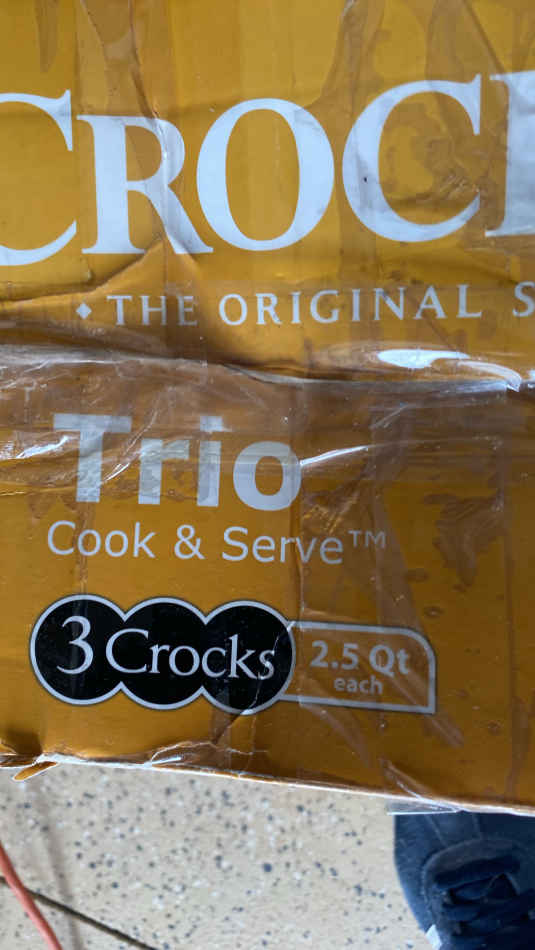 CROC
THE ORIGINAL S
Trio
Cook & Serve™
3 Crocks 2.5 Qt
each